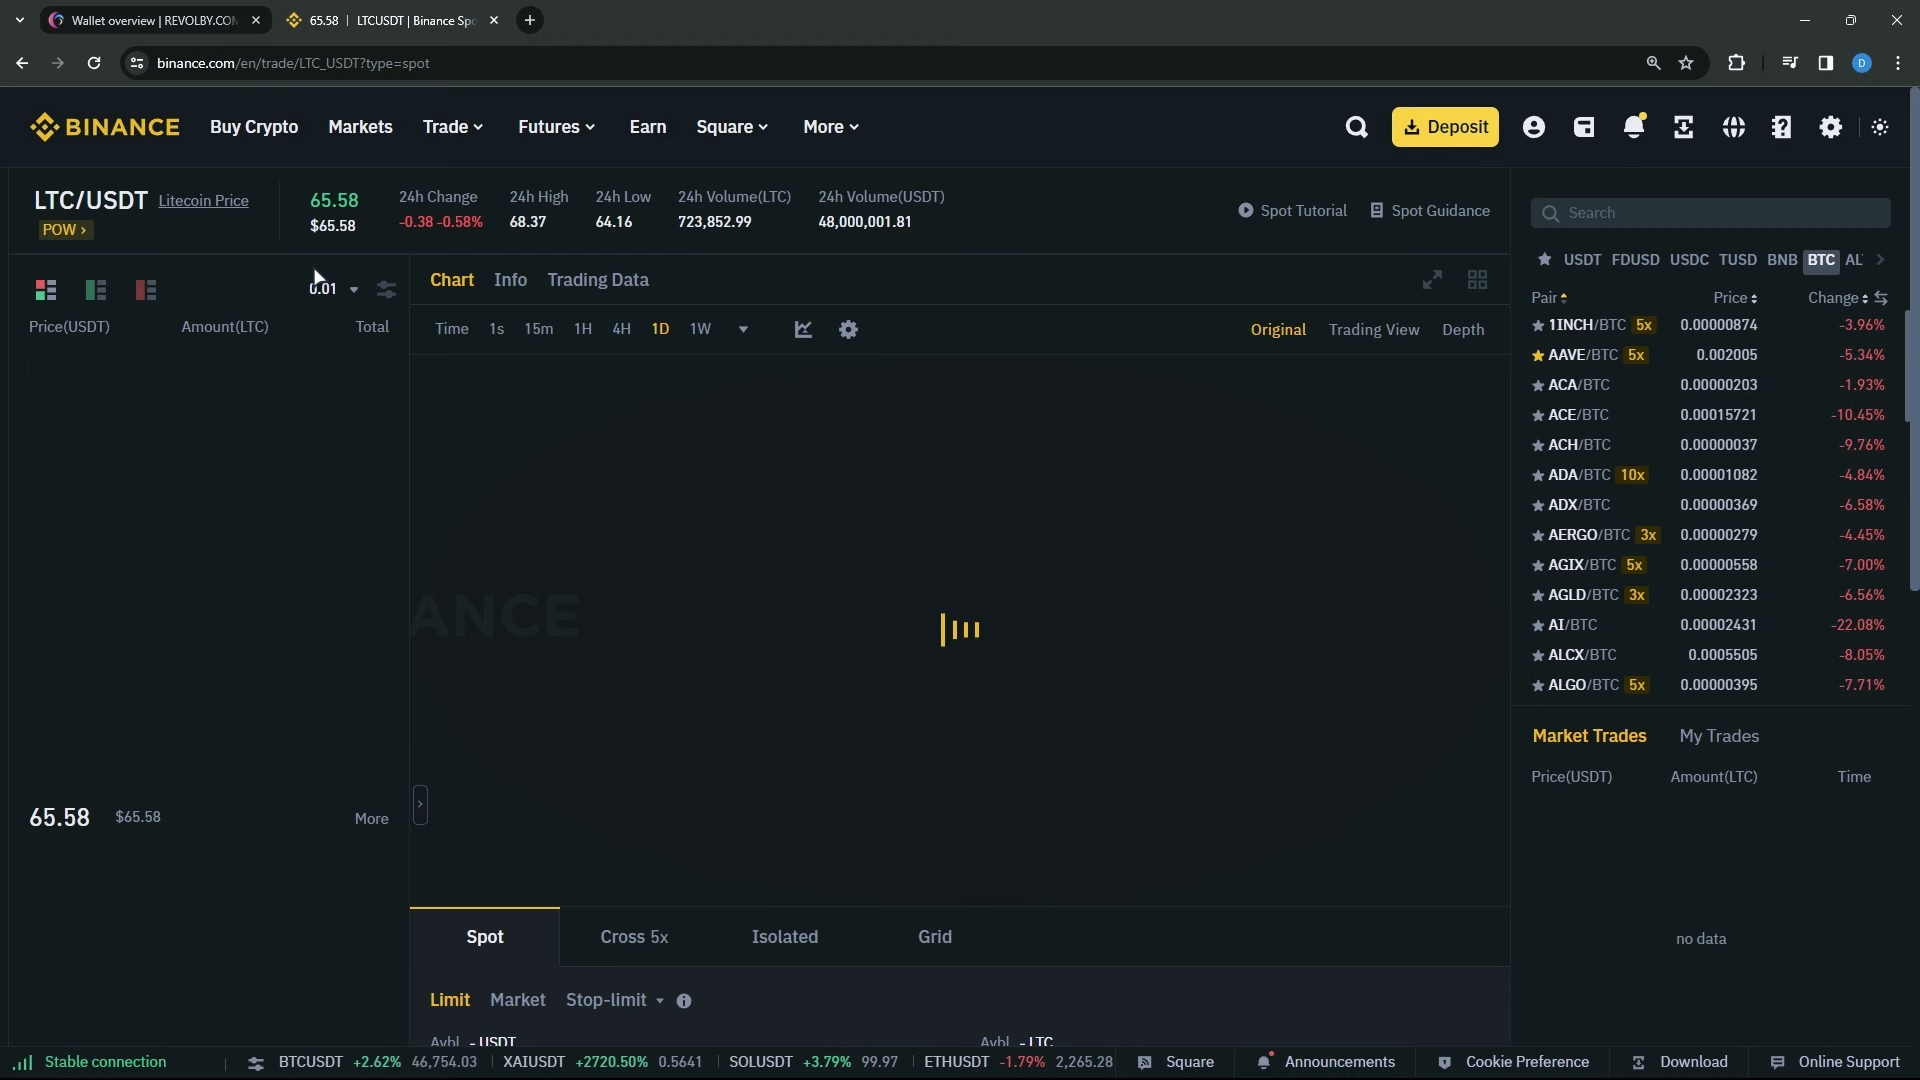 Wallet overview | REVOLBY.CO
65.58 | LTCUSDT | Binance Spo
binance.com/en/trade/LTC_USDT?type=spot
D
BINANCE
Buy Crypto
Markets
Trade
Futures
Earn
Square
More
Deposit
LTC/USDT
Litecoin Price
POW >
65.58
$65.58
24h Change
-0.38 -0.58%
24h High
68.37
24h Low
64.16
24h Volume(LTC)
723,852.99
24h Volume(USDT)
48,000,001.81
Spot Tutorial
Spot Guidance
0.01
Price(USDT) Amount(LTC) Total
65.58 $65.58 More
Chart Info Trading Data
Time 1s 15m 1H 4H 1D 1W
Original Trading View Depth
ANCE
Spot Cross 5x Isolated Grid
Limit Market Stop-limit
Avbl - USDT
Avbl - LTC
Search
USDT FDUSD USDC TUSD BNB BTC AL
Pair Price Change
1INCH/BTC 5x 0.00000874 -3.96%
AAVE/BTC 5x 0.002005 -5.34%
ACA/BTC 0.00000203 -1.93%
ACE/BTC 0.00015721 -10.45%
ACH/BTC 0.00000037 -9.76%
ADA/BTC 10x 0.00001082 -4.84%
ADX/BTC 0.00000369 -6.58%
AERGO/BTC 3x 0.00000279 -4.45%
AGIX/BTC 5x 0.00000558 -7.00%
AGLD/BTC 3x 0.00002323 -6.56%
AI/BTC 0.00002431 -22.08%
ALCX/BTC 0.0005505 -8.05%
ALGO/BTC 5x 0.00000395 -7.71%
Market Trades My Trades
Price(USDT) Amount(LTC) Time
no data
Stable connection
BTCUSDT +2.62% 46,754.03
XAIUSDT +2720.50% 0.5641
SOLUSDT +3.79% 99.97
ETHUSDT -1.79% 2,265.28
Square
Announcements
Cookie Preference
Download
Online Support